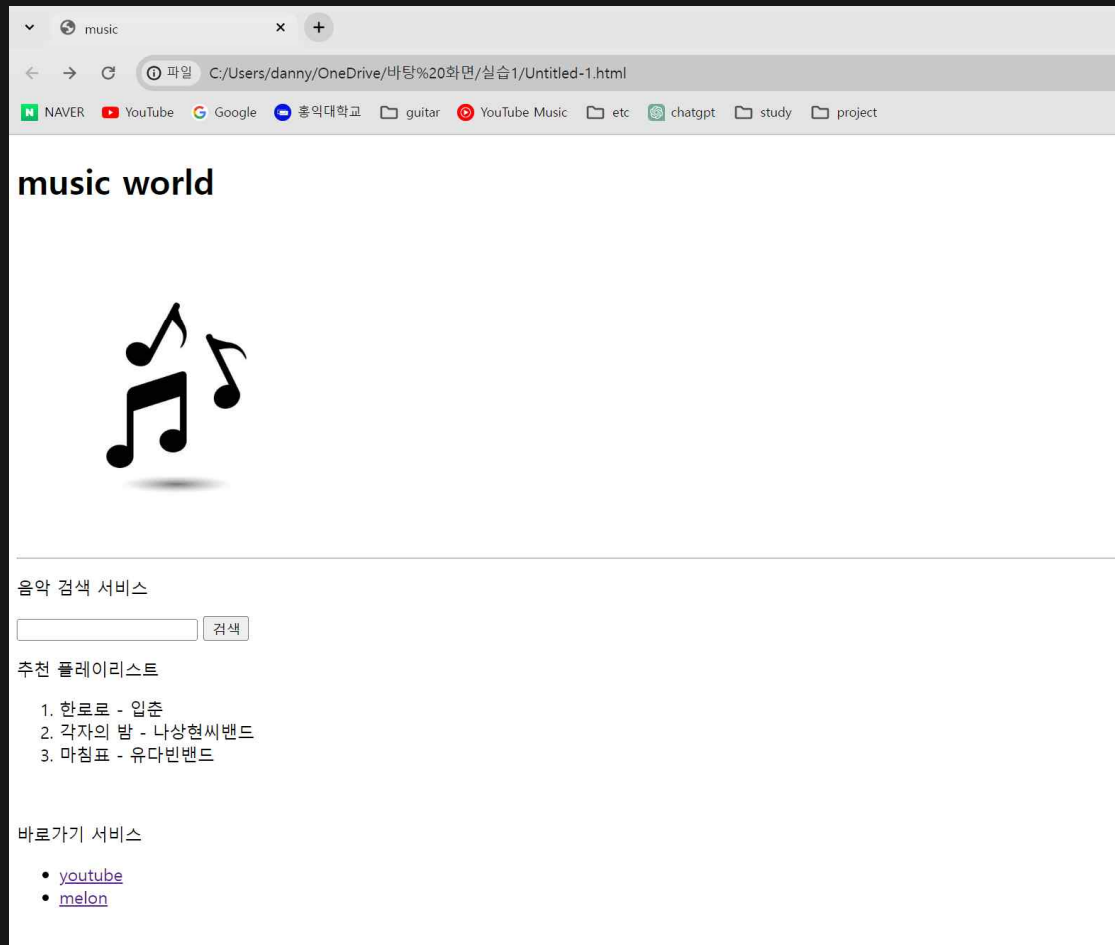 music
파일 C:/Users/danny/OneDrive/바탕%20화면/실습1/Untitled-1.html
NAVER YouTube Google 홍익대학교 guitar YouTube Music etc chatgpt study project
music world
음악 검색 서비스
검색
추천 플레이리스트
1. 한로로 - 입춘
2. 각자의 밤 - 나상현씨밴드
3. 마침표 - 유다빈밴드
바로가기 서비스
• youtube
• melon